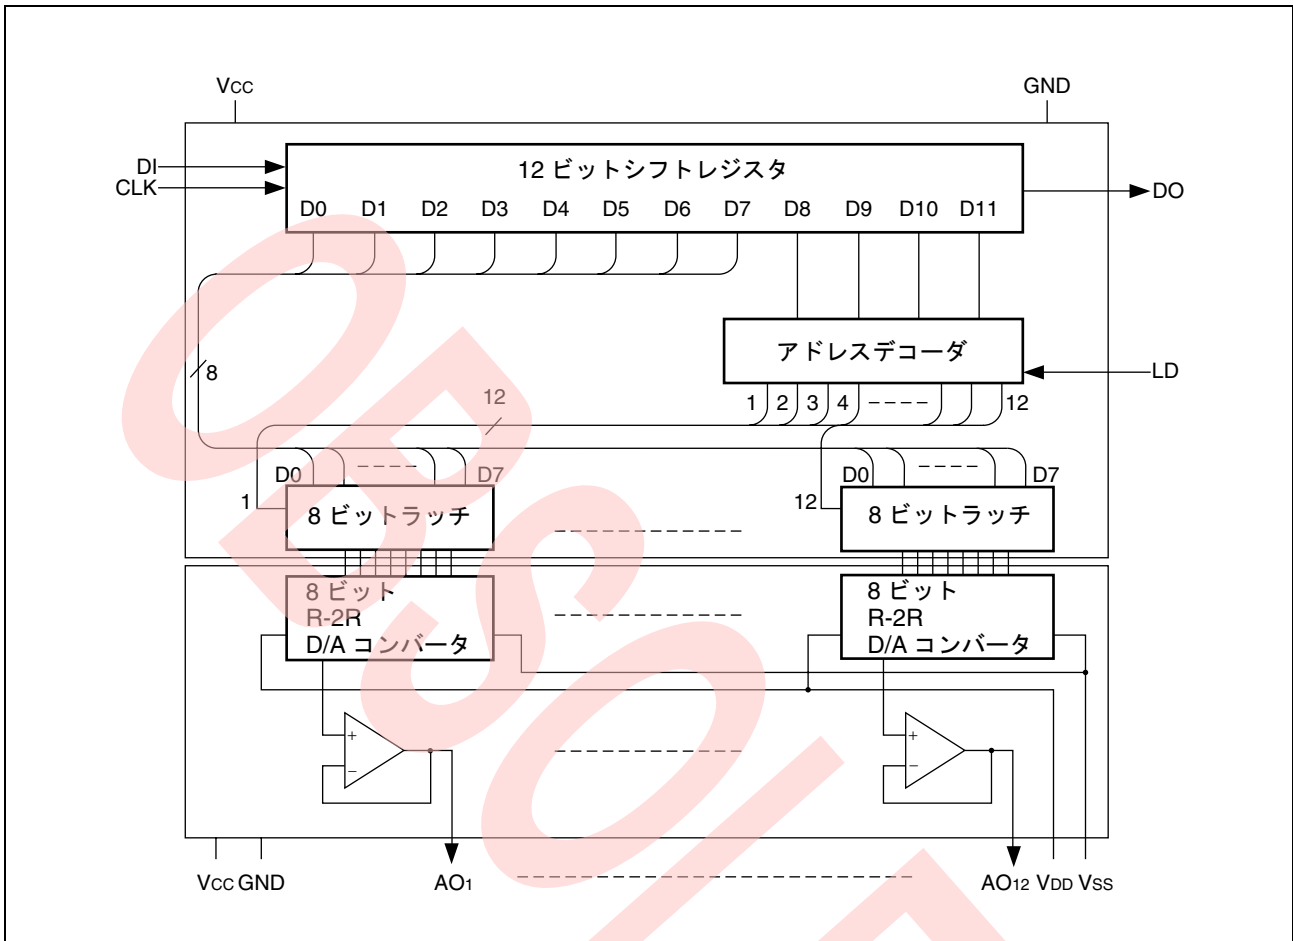 VCC GND
DI
CLK
12 ビットシフトレジスタ
DO
D0 D1 D2 D3 D4 D5 D6 D7 D8 D9 D10 D11
アドレスデコーダ
LD
8
1 2 3 4 12
12
D0 D7 D0 D7
1 8 ビットラッチ 12 8 ビットラッチ
8 ビット
R-2R
D/A コンバータ
8 ビット
R-2R
D/A コンバータ
+
−
+
−
VCC GND AO1 AO12 VDD VSS
OBSOLE